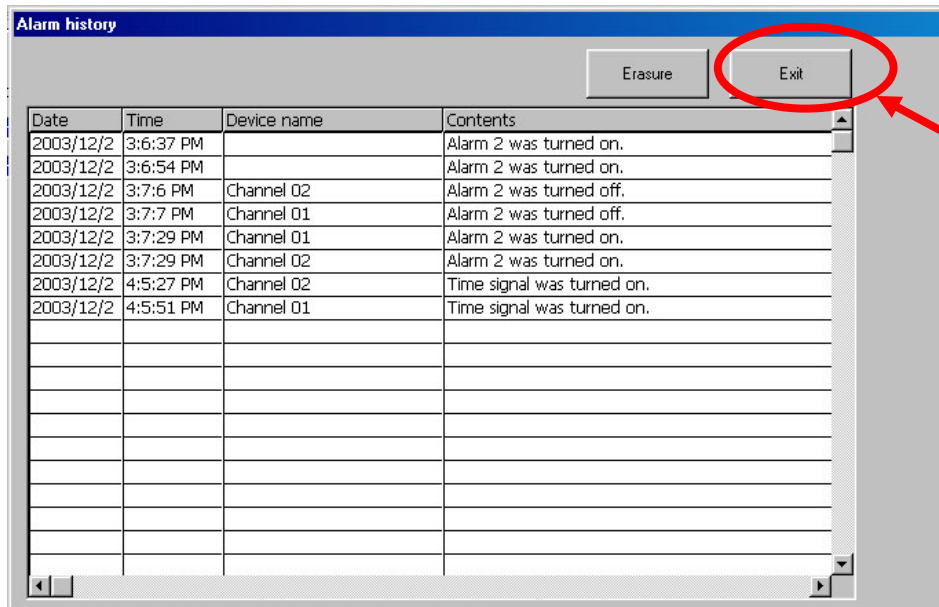 Alarm history
Erasure Exit
Date Time Device name Contents
2003/12/2 3:6:37 PM Alarm 2 was turned on.
2003/12/2 3:6:54 PM Alarm 2 was turned on.
2003/12/2 3:7:6 PM Channel 02 Alarm 2 was turned off.
2003/12/2 3:7:7 PM Channel 01 Alarm 2 was turned off.
2003/12/2 3:7:29 PM Channel 01 Alarm 2 was turned on.
2003/12/2 3:7:29 PM Channel 02 Alarm 2 was turned on.
2003/12/2 4:5:27 PM Channel 02 Time signal was turned on.
2003/12/2 4:5:51 PM Channel 01 Time signal was turned on.